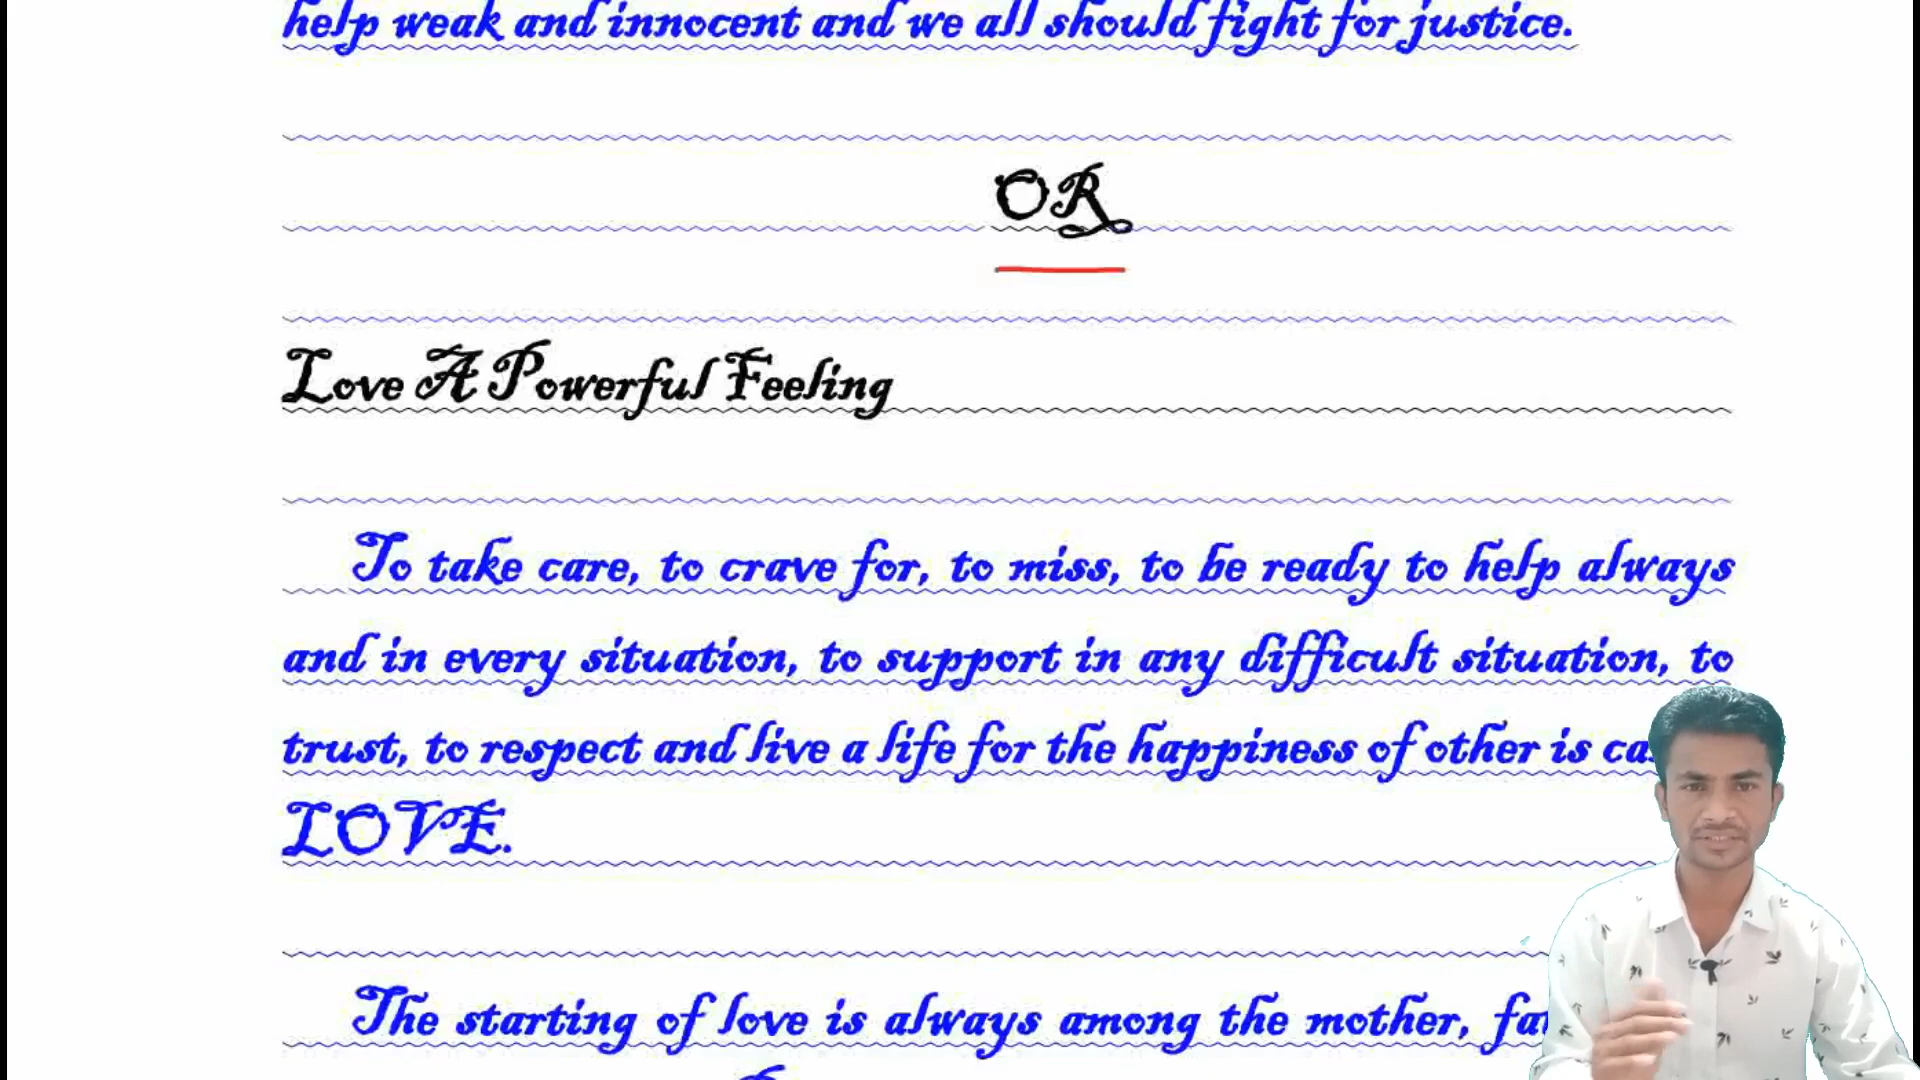 help weak and innocent and we all should fight for justice.
OR
Love A Powerful Feeling
To take care, to crave for, to miss, to be ready to help always
and in every situation, to support in any difficult situation, to
trust, to respect and live a life for the happiness of other is
LOVE.
The starting of love is always among the mother,